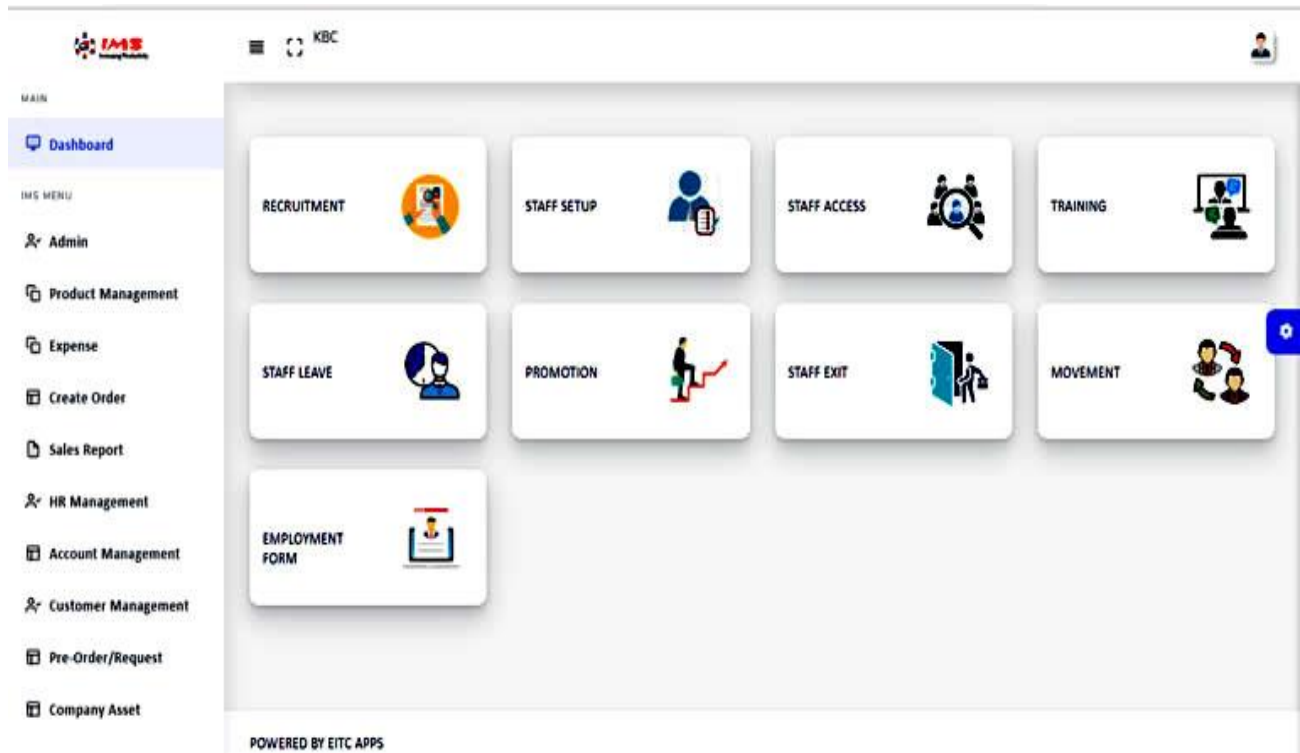 IMS
KBC
MAIN
Dashboard
IMS MENU
Admin
Product Management
Expense
Create Order
Sales Report
HR Management
Account Management
Customer Management
Pre-Order/Request
Company Asset
RECRUITMENT
STAFF SETUP
STAFF ACCESS
TRAINING
STAFF LEAVE
PROMOTION
STAFF EXIT
MOVEMENT
EMPLOYMENT
FORM
POWERED BY EITC APPS